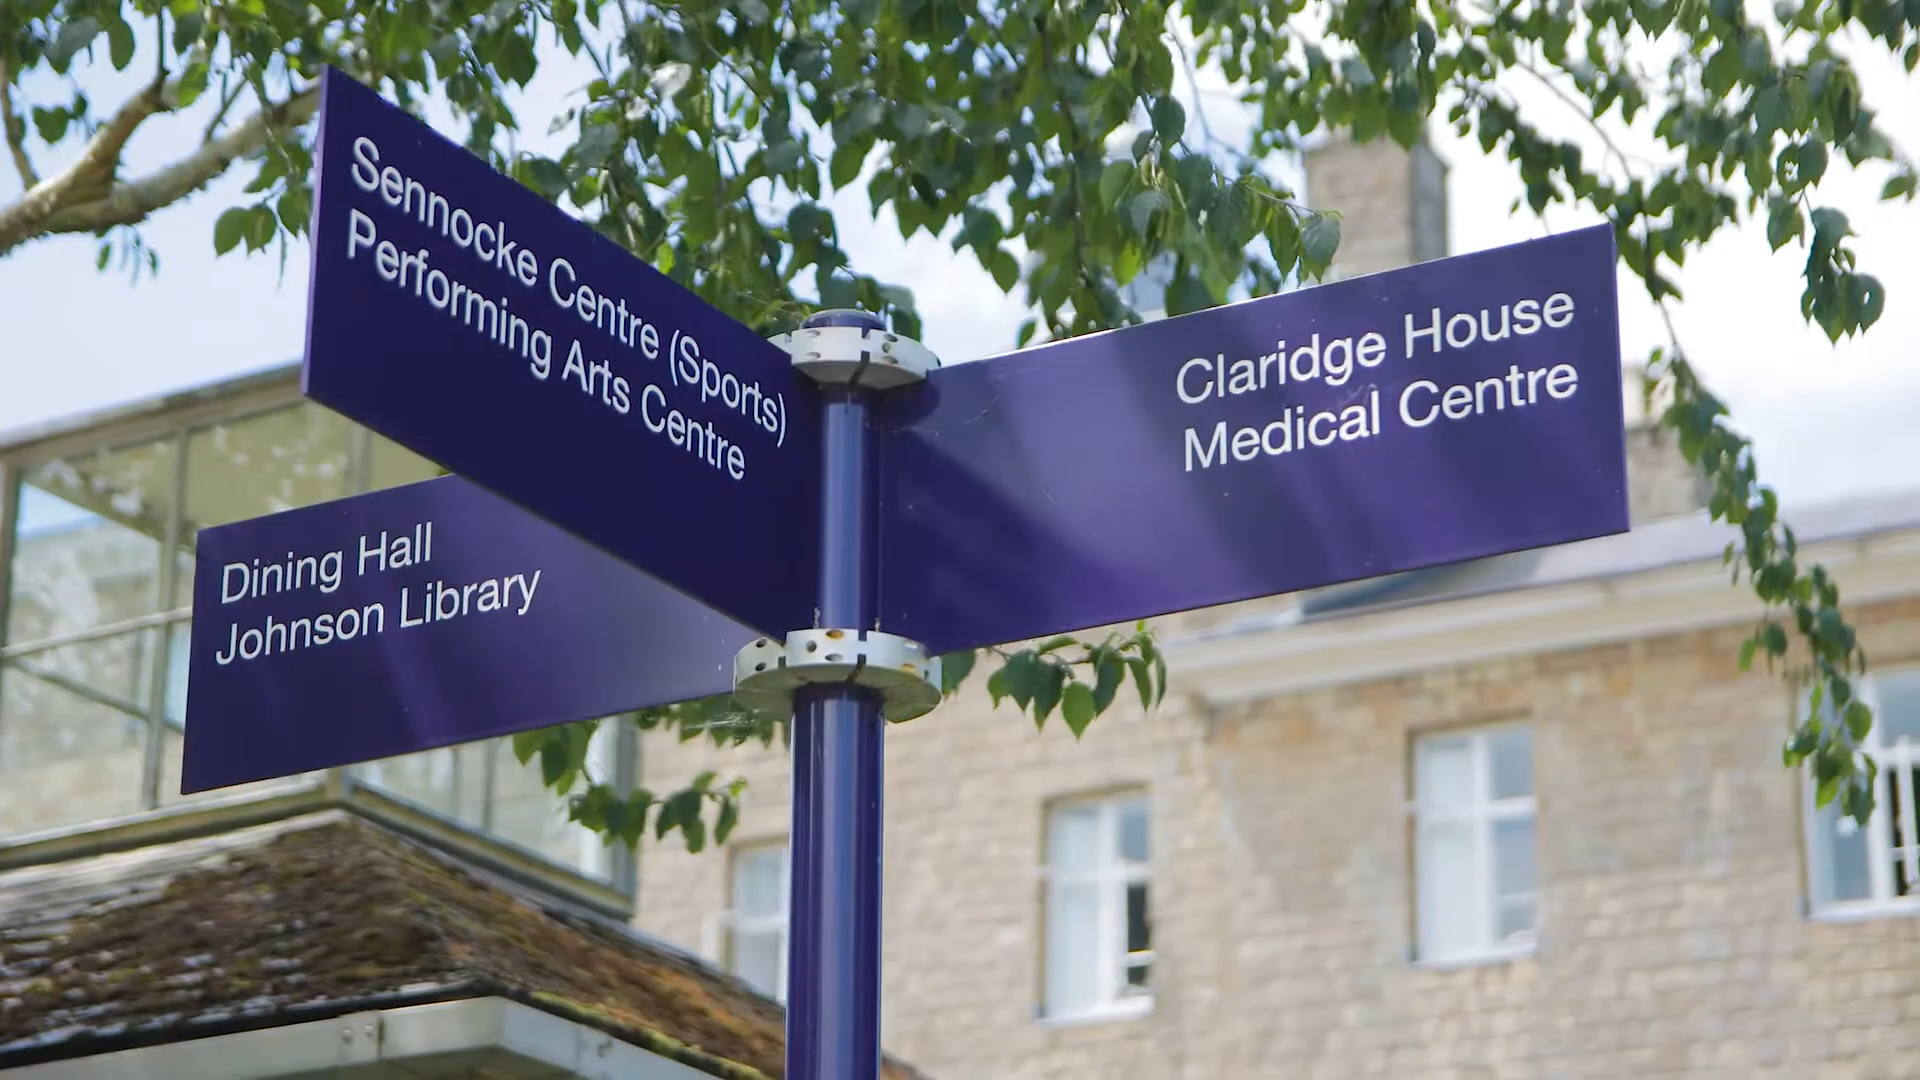 Sennocke Centre (Sports)
Performing Arts Centre
Claridge House
Medical Centre
Dining Hall
Johnson Library